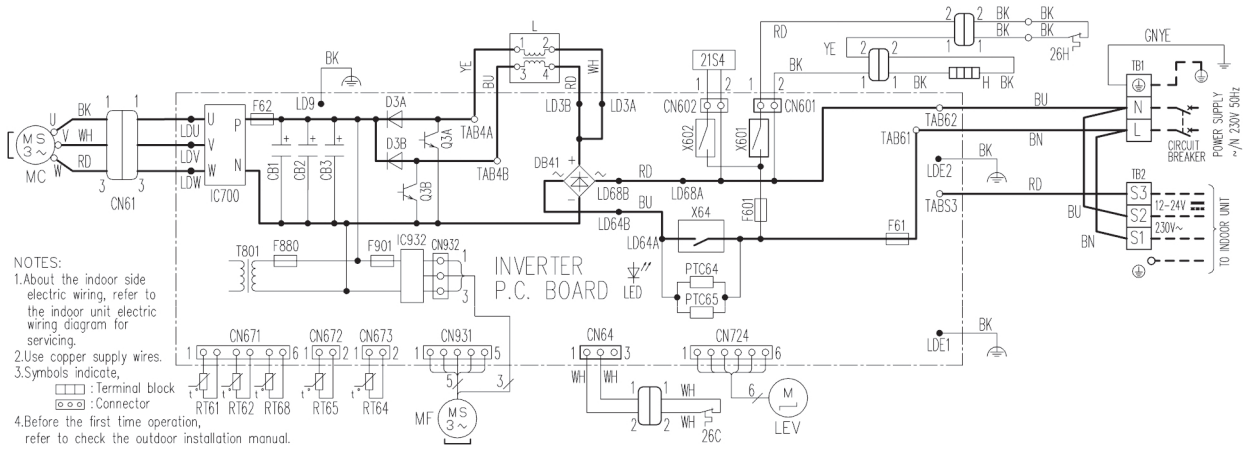 RD
2
2
BK
BK
BK
1
1
26H
GNYE
YE
2
2
BK
1
1
BK
H
BK
L
1
2
3
4
YE
BU
RD
WH
21S4
BK
LD9
D3A
D3B
Q3A
Q3B
TAB4A
TAB4B
LD3B
LD3A
CN602
1
2
1
2
CN601
X602
X601
BU
TAB62
TAB61
BN
TB1
N
L
CIRCUIT
BREAKER
POWER SUPPLY
~/N 230V 50Hz
MS
3~
MC
U
V
W
BK
WH
RD
1
1
3
3
CN61
LDU
LDV
LDW
U
V
W
P
N
IC700
F62
+
+
+
CB1
CB2
CB3
DB41
+
~
~
-
RD
LD68B
LD68A
BU
LD64B
LD64A
X64
F601
F61
PTC64
PTC65
LED
BK
LDE2
RD
TABS3
TB2
S3
12-24V
S2
230V~
S1
BU
BN
TO INDOOR UNIT
BK
LDE1
T801
F880
F901
IC932
CN932
1
3
INVERTER
P.C. BOARD
NOTES:
1.About the indoor side
electric wiring, refer to
the indoor unit electric
wiring diagram for
servicing.
2.Use copper supply wires.
3.Symbols indicate,
: Terminal block
: Connector
4.Before the first time operation,
refer to check the outdoor installation manual.
CN671
1
6
t°
t°
t°
RT61
RT62
RT68
CN672
1
2
t°
RT65
CN673
1
2
t°
RT64
CN931
1
5
5
3
MF
MS
3~
CN64
1
3
WH
WH
1
1
2
2
WH
WH
26C
CN724
1
6
6
M
LEV